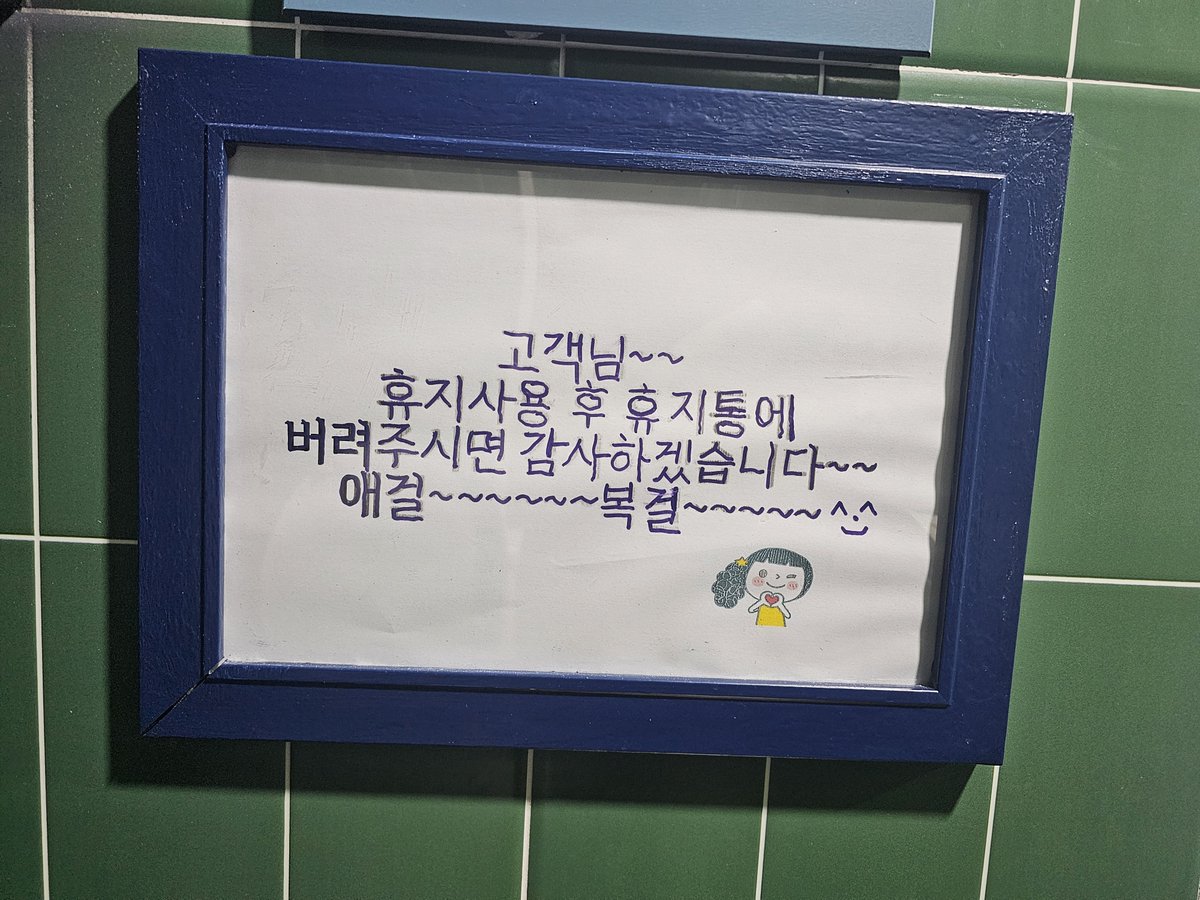 고객님~~
휴지사용 후 휴지통에
버려주시면 감사하겠습니다~~
애걸~~~~~~~복걸~~~~~^.^